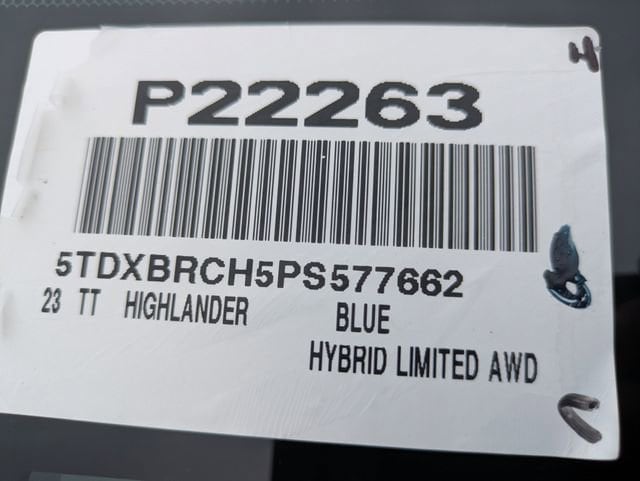 P22263
5TDXBRCH5PS577662
23 TT HIGHLANDER BLUE
HYBRID LIMITED AWD